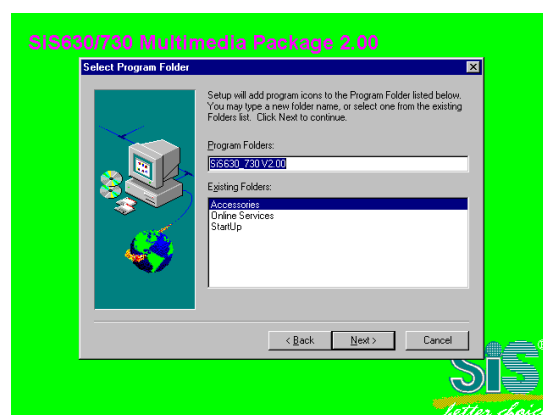 SiS630/730 Multimedia Package 2.00
Select Program Folder
Setup will add program icons to the Program Folder listed below.
You may type a new folder name, or select one from the existing
Folders list. Click Next to continue.
Program Folders:
SiS630_730 V2.00
Existing Folders:
Accessories
Online Services
StartUp
< Back
Next >
Cancel
SiS®
better choic